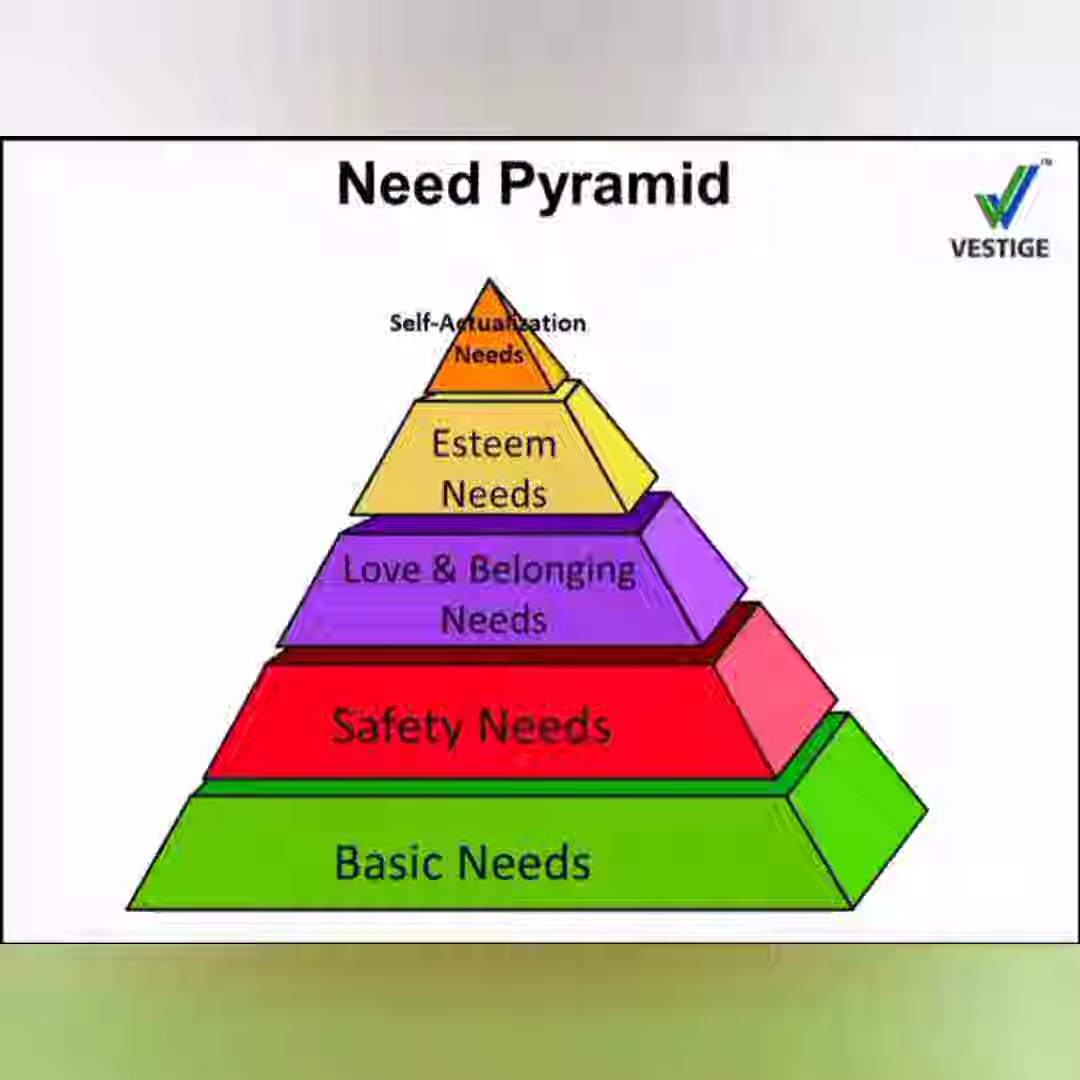 Need Pyramid
VESTIGE
Self-Actualization
Needs
Esteem
Needs
Love & Belonging
Needs
Safety Needs
Basic Needs